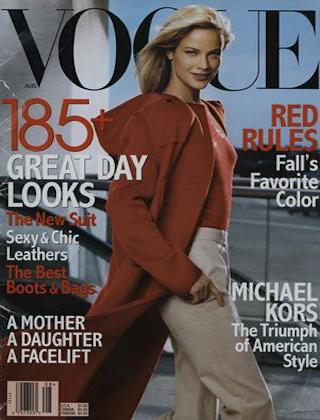 VOGUE
AUG
185+
GREAT DAY
LOOKS
The New Suit
Sexy & Chic
Leathers
The Best
Boots & Bags
A MOTHER
A DAUGHTER
A FACELIFT
RED
RULES
Fall's
Favorite
Color
MICHAEL
KORS
The Triumph
of American
Style